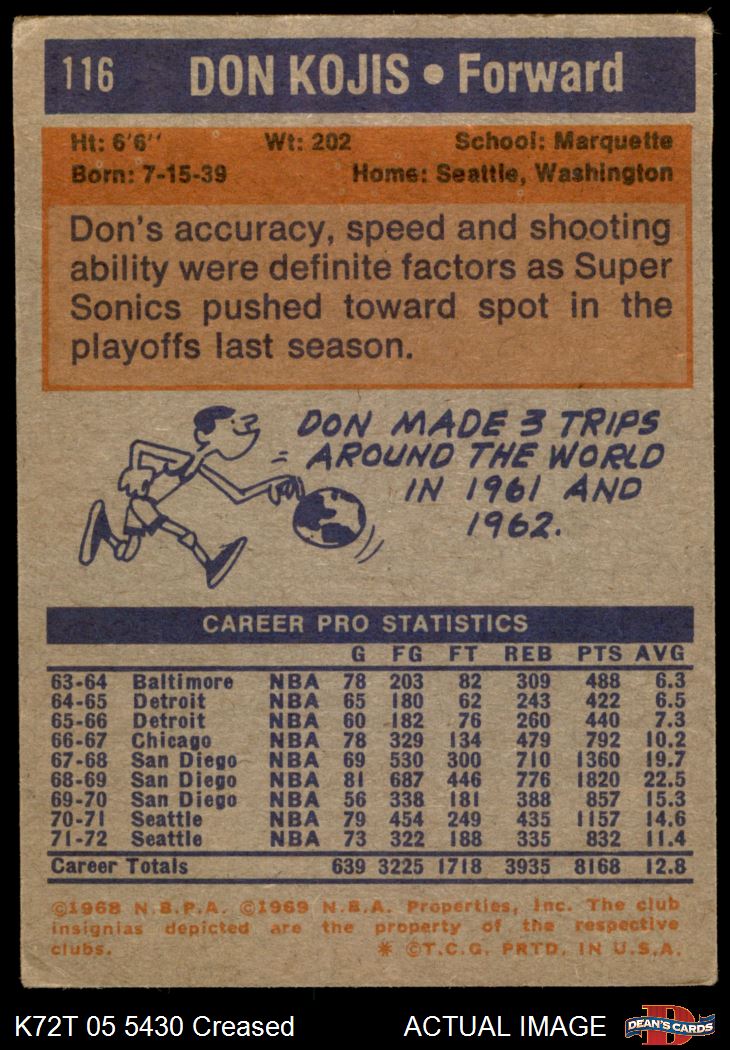 116 DON KOJIS • Forward
Ht: 6'6'' Wt: 202 School: Marquette
Born: 7-15-39 Home: Seattle, Washington
Don's accuracy, speed and shooting
ability were definite factors as Super
Sonics pushed toward spot in the
playoffs last season.
DON MADE 3 TRIPS
AROUND THE WORLD
IN 1961 AND
1962.
CAREER PRO STATISTICS
G FG FT REB PTS AVG
63-64 Baltimore NBA 78 203 82 309 488 6.3
64-65 Detroit NBA 65 180 62 243 422 6.5
65-66 Detroit NBA 60 182 76 260 440 7.3
66-67 Chicago NBA 78 329 134 479 792 10.2
67-68 San Diego NBA 69 530 300 710 1360 19.7
68-69 San Diego NBA 81 687 446 776 1820 22.5
69-70 San Diego NBA 56 338 181 388 857 15.3
70-71 Seattle NBA 79 454 249 435 1157 14.6
71-72 Seattle NBA 73 322 188 335 832 11.4
Career Totals 639 3225 1718 3935 8168 12.8
©1968 N.B.P.A. ©1969 N.B.A. Properties, Inc. The club
insignias depicted are the property of the respective
clubs. * ©T.C.G. PRTD. IN U.S.A.
K72T 05 5430 Creased ACTUAL IMAGE D DEAN'S CARDS